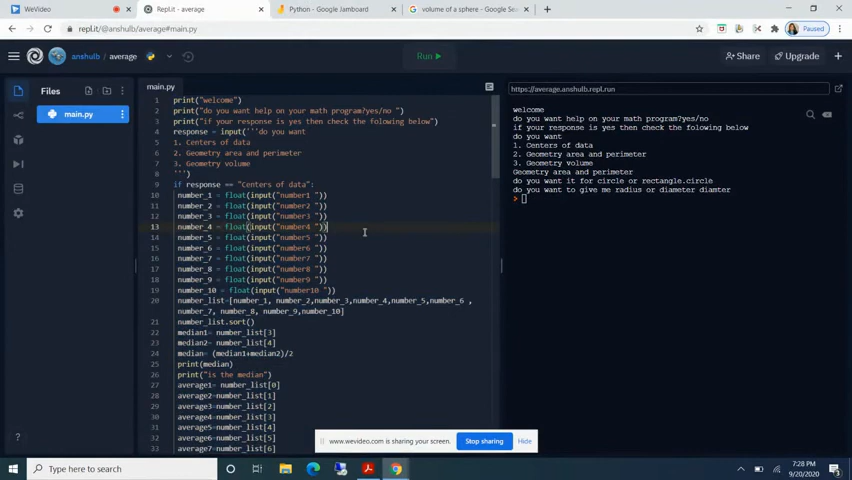 WeVideo
Repl.it - average
Python - Google Jamboard
volume of a sphere - Google Se
repl.it/@anshulb/average#main.py
Paused
anshulb / average
Run
Share
Upgrade
Files
main.py
main.py
1 print("welcome")
2 print("do you want help on your math program?yes/no ")
3 print("if your response is yes then check the folowing below")
4 response = input('''do you want
5 1. Centers of data
6 2. Geometry area and perimeter
7 3. Geometry volume
8 ''')
9 if response == "Centers of data":
10 number_1 = float(input("number1 "))
11 number_2 = float(input("number2 "))
12 number_3 = float(input("number3 "))
13 number_4 = float(input("number4 "))
14 number_5 = float(input("number5 "))
15 number_6 = float(input("number6 "))
16 number_7 = float(input("number7 "))
17 number_8 = float(input("number8 "))
18 number_9 = float(input("number9 "))
19 number_10 = float(input("number10 "))
20 number_list=[number_1, number_2,number_3,number_4,number_5,number_6 ,
number_7, number_8, number_9,number_10]
21 number_list.sort()
22 median1= number_list[3]
23 median2= number_list[4]
24 median= (median1+median2)/2
25 print(median)
26 print("is the median")
27 average1= number_list[0]
28 average2=number_list[1]
29 average3=number_list[2]
30 average4=number_list[3]
31 average5=number_list[4]
32 average6=number_list[5]
33 average7=number_list[6]
https://average.anshulb.repl.run
welcome
do you want help on your math program?yes/no
if your response is yes then check the folowing below
do you want
1. Centers of data
2. Geometry area and perimeter
3. Geometry volume
Geometry area and perimeter
do you want it for circle or rectangle.circle
do you want to give me radius or diameter diamter
>
www.wevideo.com is sharing your screen.
Stop sharing
Hide
Type here to search
7:28 PM
9/20/2020